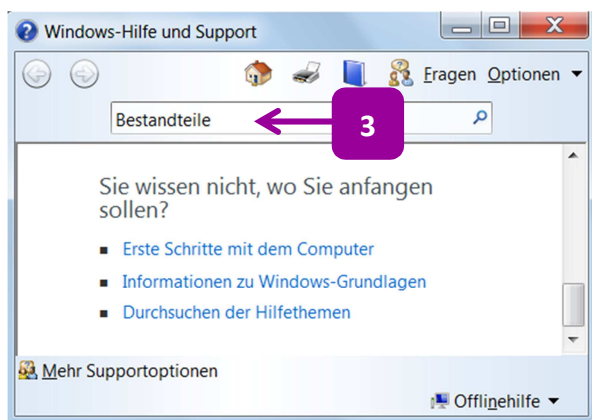 Windows-Hilfe und Support
Fragen Optionen
Bestandteile
3
Sie wissen nicht, wo Sie anfangen
sollen?
Erste Schritte mit dem Computer
Informationen zu Windows-Grundlagen
Durchsuchen der Hilfethemen
Mehr Supportoptionen
Offlinehilfe